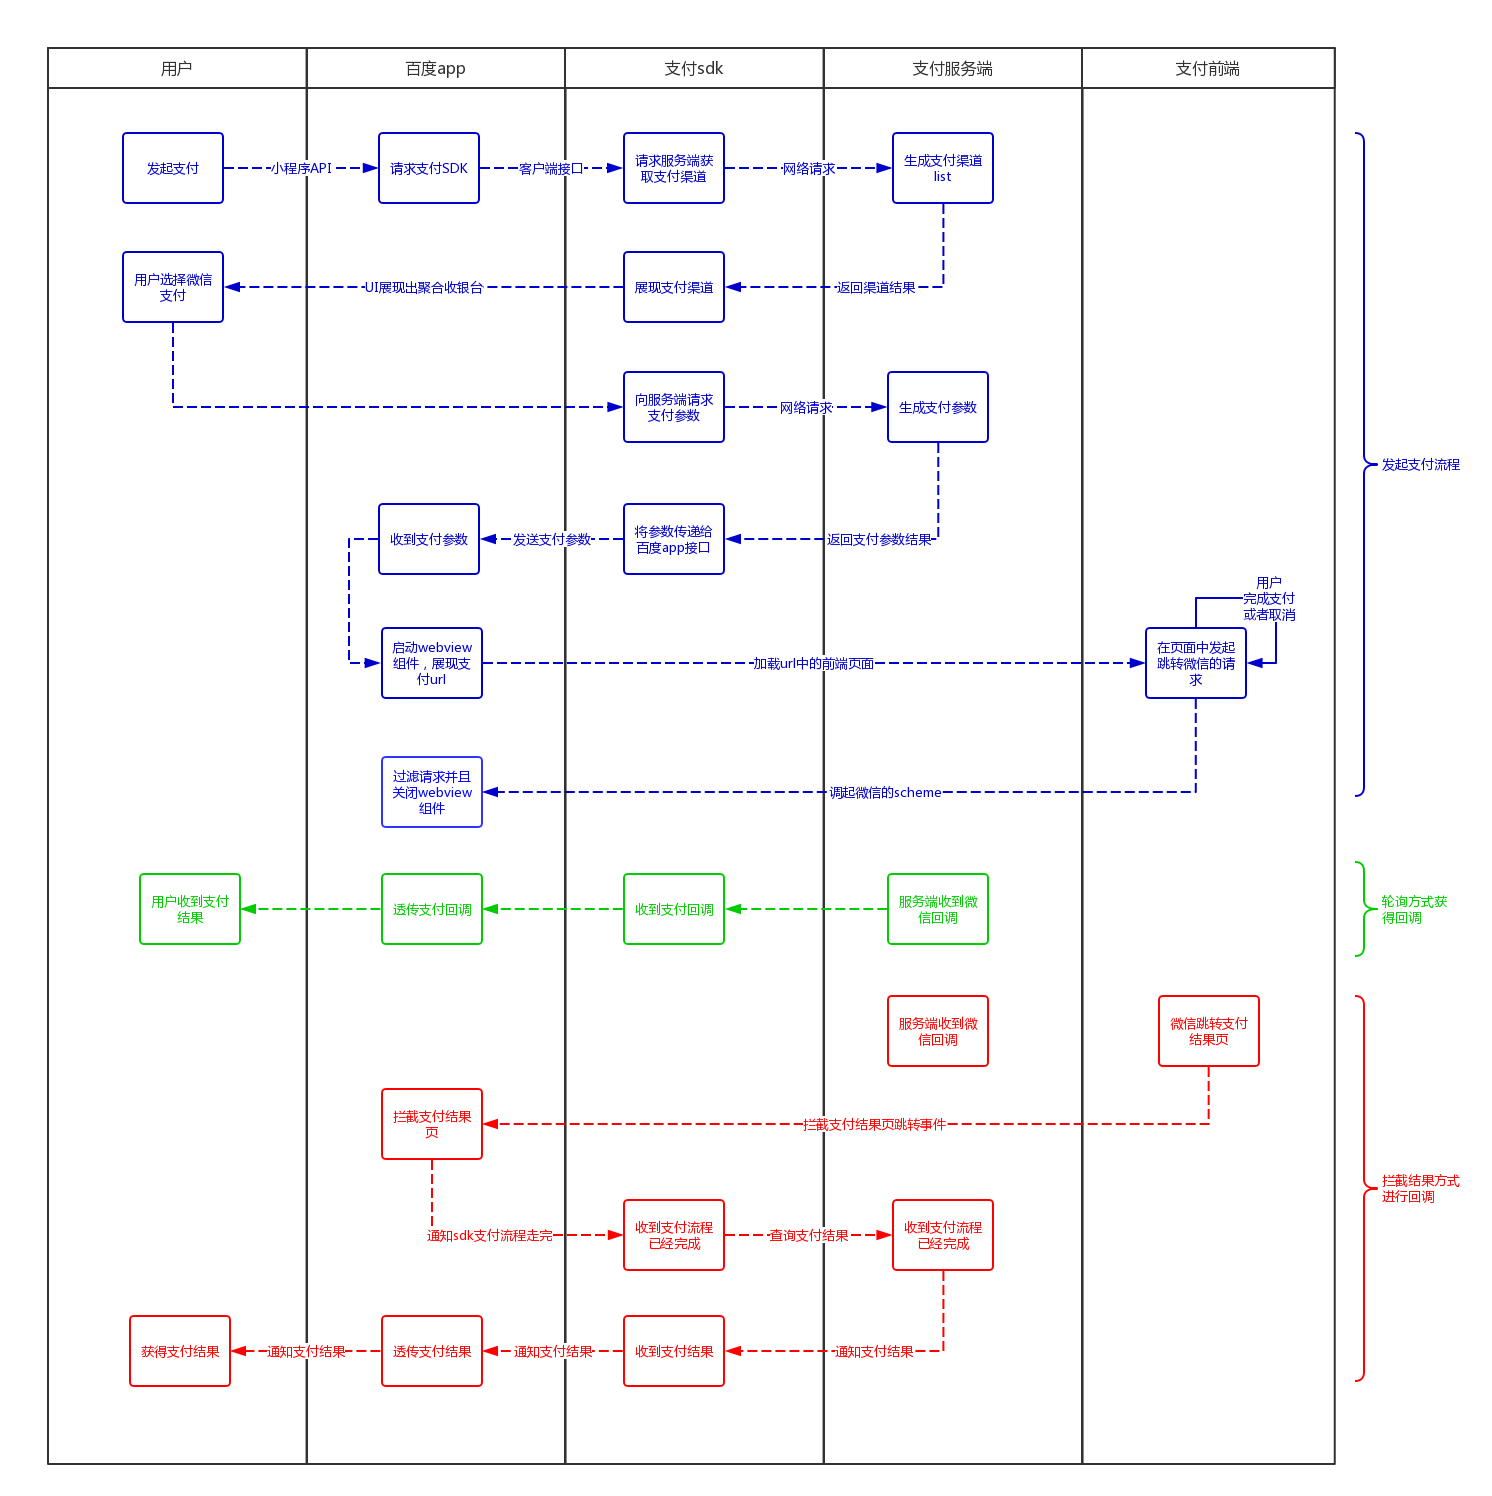 用户
百度app
支付sdk
支付服务端
支付前端
发起支付
小程序API
请求支付SDK
客户端接口
请求服务端获
取支付渠道
网络请求
生成支付渠道
list
用户选择微信
支付
UI展现出聚合收银台
展现支付渠道
返回渠道结果
向服务端请求
支付参数
网络请求
生成支付参数
发起支付流程
收到支付参数
发送支付参数
将参数传递给
百度app接口
返回支付参数结果
用户
完成支付
或者取消
启动webview
组件，展现支
付url
加载url中的前端页面
在页面中发起
跳转微信的请
求
过滤请求并且
关闭webview
组件
调起微信的scheme
用户收到支付
结果
透传支付回调
收到支付回调
服务端收到微
信回调
轮询方式获
得回调
服务端收到微
信回调
微信跳转支付
结果页
拦截支付结果
页
拦截支付结果页跳转事件
拦截结果方式
进行回调
通知sdk支付流程走完
收到支付流程
已经完成
查询支付结果
收到支付流程
已经完成
获得支付结果
通知支付结果
透传支付结果
通知支付结果
收到支付结果
通知支付结果